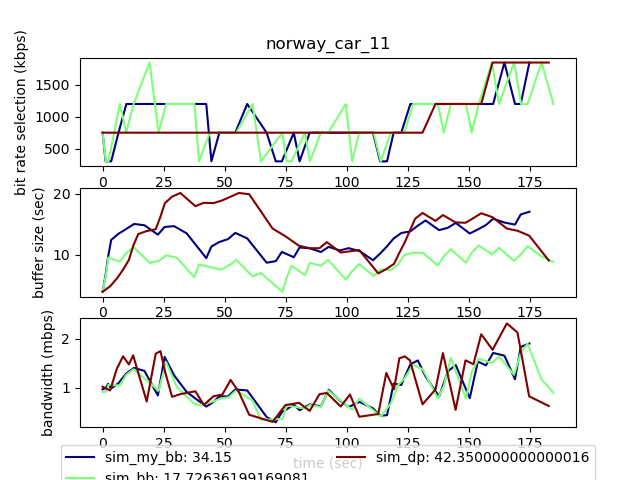 norway_car_11
bit rate selection (kbps)
1500
1000
500
0 25 50 75 100 125 150 175
buffer size (sec)
20
10
0 25 50 75 100 125 150 175
bandwidth (mbps)
2
1
0 25 50 75 100 125 150 175
time (sec)
sim_my_bb: 34.15
sim_dp: 42.350000000000016
sim_bb: 17.72636199169081